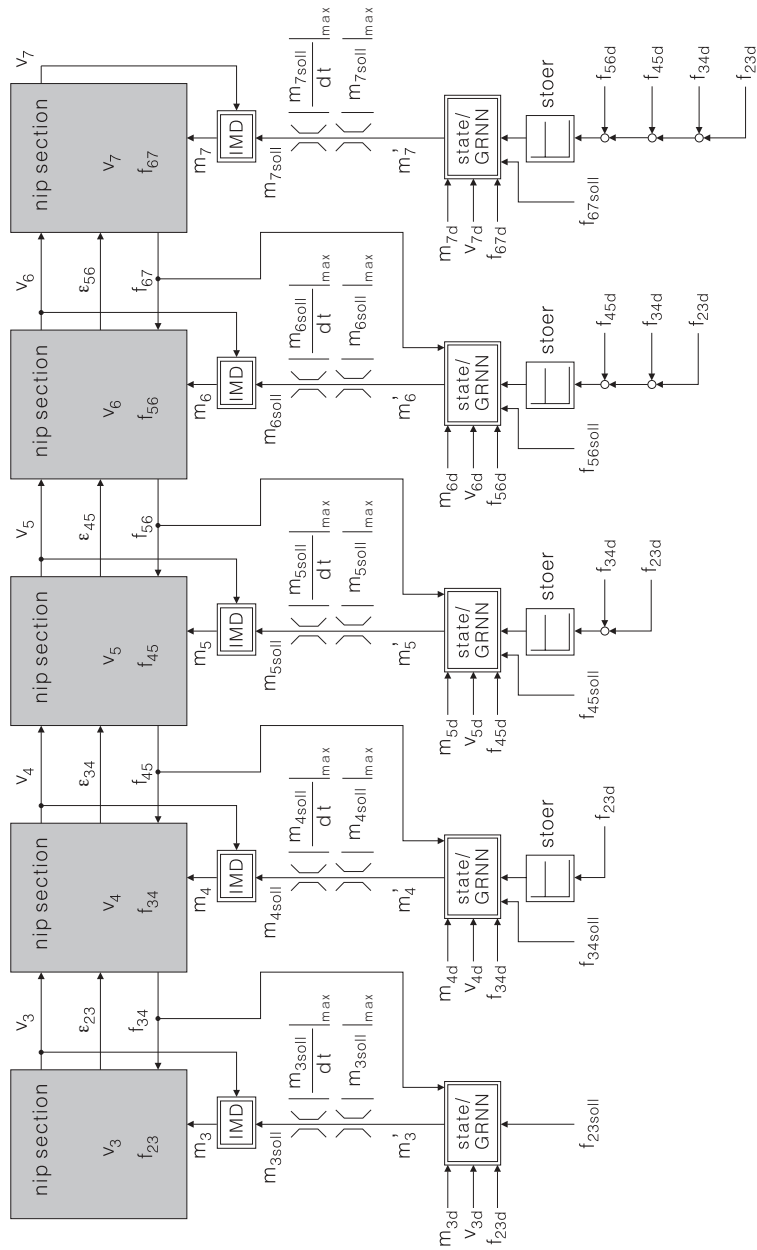 nip section
v3
f23
v3
ε23
f34
m3
IMD
m3soll
m3soll
dt
max
m3soll
max
m3'
state/
GRNN
m3d
v3d
f23d
f23soll
nip section
v4
f34
v4
ε34
f45
m4
IMD
m4soll
m4soll
dt
max
m4soll
max
m4'
state/
GRNN
m4d
v4d
f34d
f34soll
stoer
f23d
nip section
v5
f45
v5
ε45
f56
m5
IMD
m5soll
m5soll
dt
max
m5soll
max
m5'
state/
GRNN
m5d
v5d
f45d
f45soll
stoer
f34d
f23d
nip section
v6
f56
v6
ε56
f67
m6
IMD
m6soll
m6soll
dt
max
m6soll
max
m6'
state/
GRNN
m6d
v6d
f56d
f56soll
stoer
f45d
f34d
f23d
nip section
v7
f67
v7
m7
IMD
m7soll
m7soll
dt
max
m7soll
max
m7'
state/
GRNN
m7d
v7d
f67d
f67soll
stoer
f56d
f45d
f34d
f23d